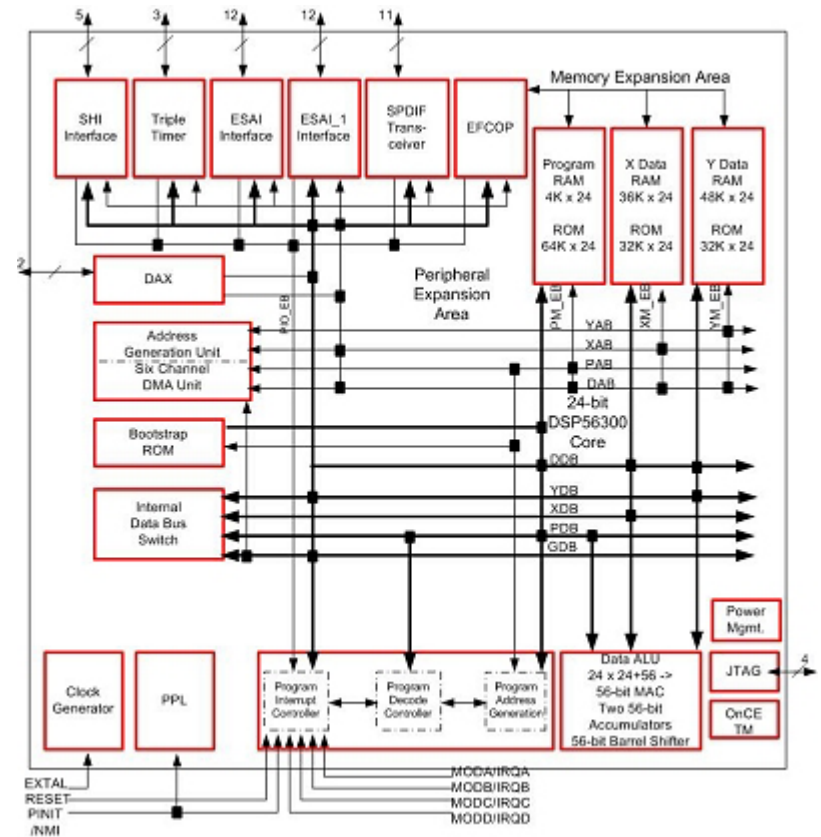 5
3
12
12
11
Memory Expansion Area
SHI
Interface
Triple
Timer
ESAI
Interface
ESAI_1
Interface
SPDIF
Trans-
ceiver
EFCOP
Program
RAM
4K x 24
ROM
64K x 24
X Data
RAM
36K x 24
ROM
32K x 24
Y Data
RAM
48K x 24
ROM
32K x 24
2
DAX
Peripheral
Expansion
Area
PIO_EB
PM_EB
XM_EB
YM_EB
Address
Generation Unit
Six Channel
DMA Unit
YAB
XAB
PAB
DAB
24-bit
DSP56300
Core
Bootstrap
ROM
DDB
YDB
XDB
PDB
GDB
Internal
Data Bus
Switch
Power
Mgmt.
Clock
Generator
PPL
Program
Interrupt
Controller
Program
Decode
Controller
Program
Address
Generation
Data ALU
24 x 24+56 ->
56-bit MAC
Two 56-bit
Accumulators
56-bit Barrel Shifter
JTAG
4
OnCE
TM
EXTAL
RESET
PINIT
/NMI
MODA/IRQA
MODB/IRQB
MODC/IRQC
MODD/IRQD